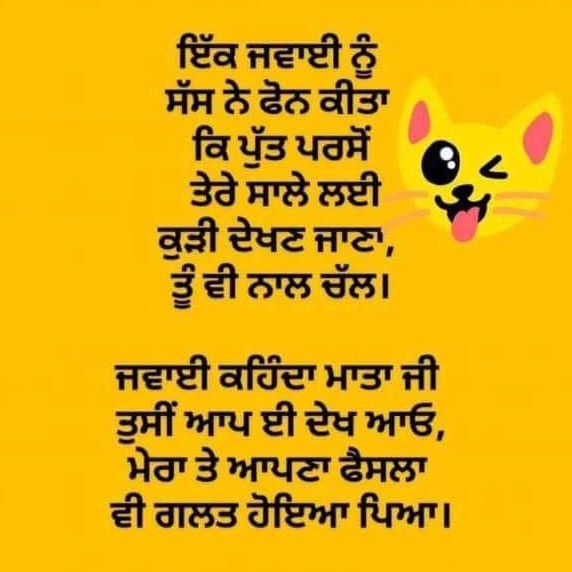 ਇੱਕ ਜਵਾਈ ਨੂੰ
ਸੱਸ ਨੇ ਫੋਨ ਕੀਤਾ
ਕਿ ਪੁੱਤ ਪਰਸੋਂ
ਤੇਰੇ ਸਾਲੇ ਲਈ
ਕੁੜੀ ਦੇਖਣ ਜਾਣਾ,
ਤੂੰ ਵੀ ਨਾਲ ਚੱਲ।
ਜਵਾਈ ਕਹਿੰਦਾ ਮਾਤਾ ਜੀ
ਤੁਸੀਂ ਆਪ ਈ ਦੇਖ ਆਓ,
ਮੇਰਾ ਤੇ ਆਪਣਾ ਫੈਸਲਾ
ਵੀ ਗਲਤ ਹੋਇਆ ਪਿਆ।